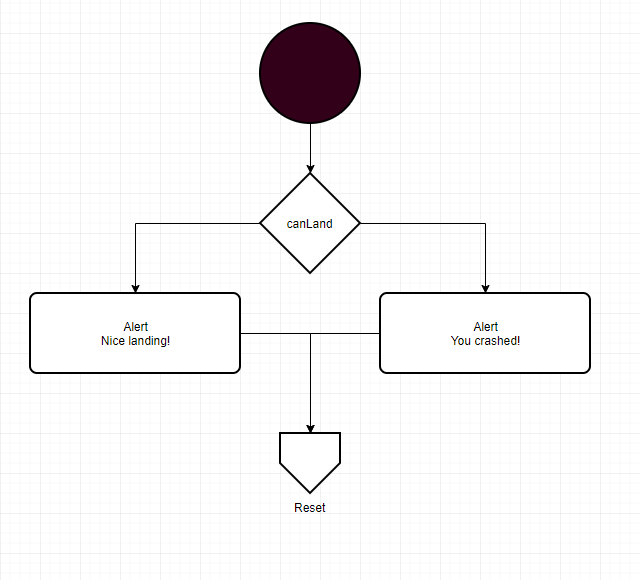 canLand
Alert
Nice landing!
Alert
You crashed!
Reset